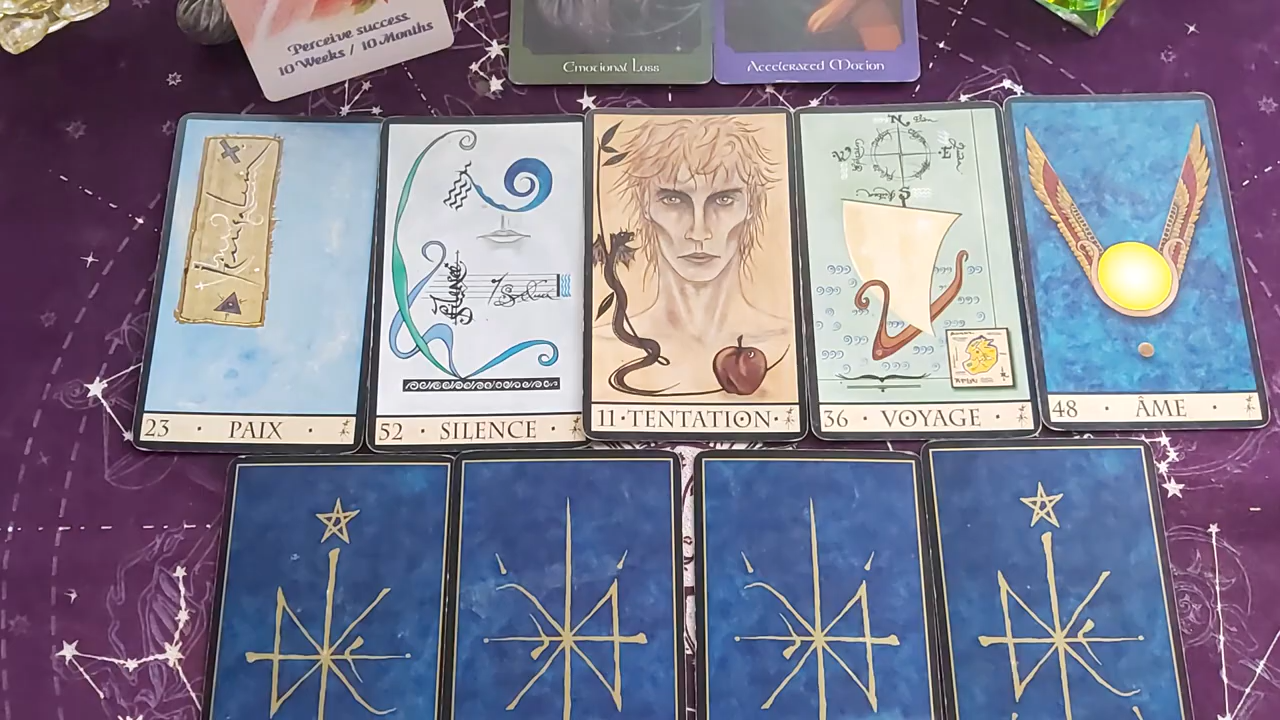 Perceive success
10 Weeks / 10 Months
Emotional Loss
Accelerated Motion
N
S
23 · PAIX ·
52 · SILENCE ·
11 · TENTATION ·
36 · VOYAGE ·
48 · ÂME ·